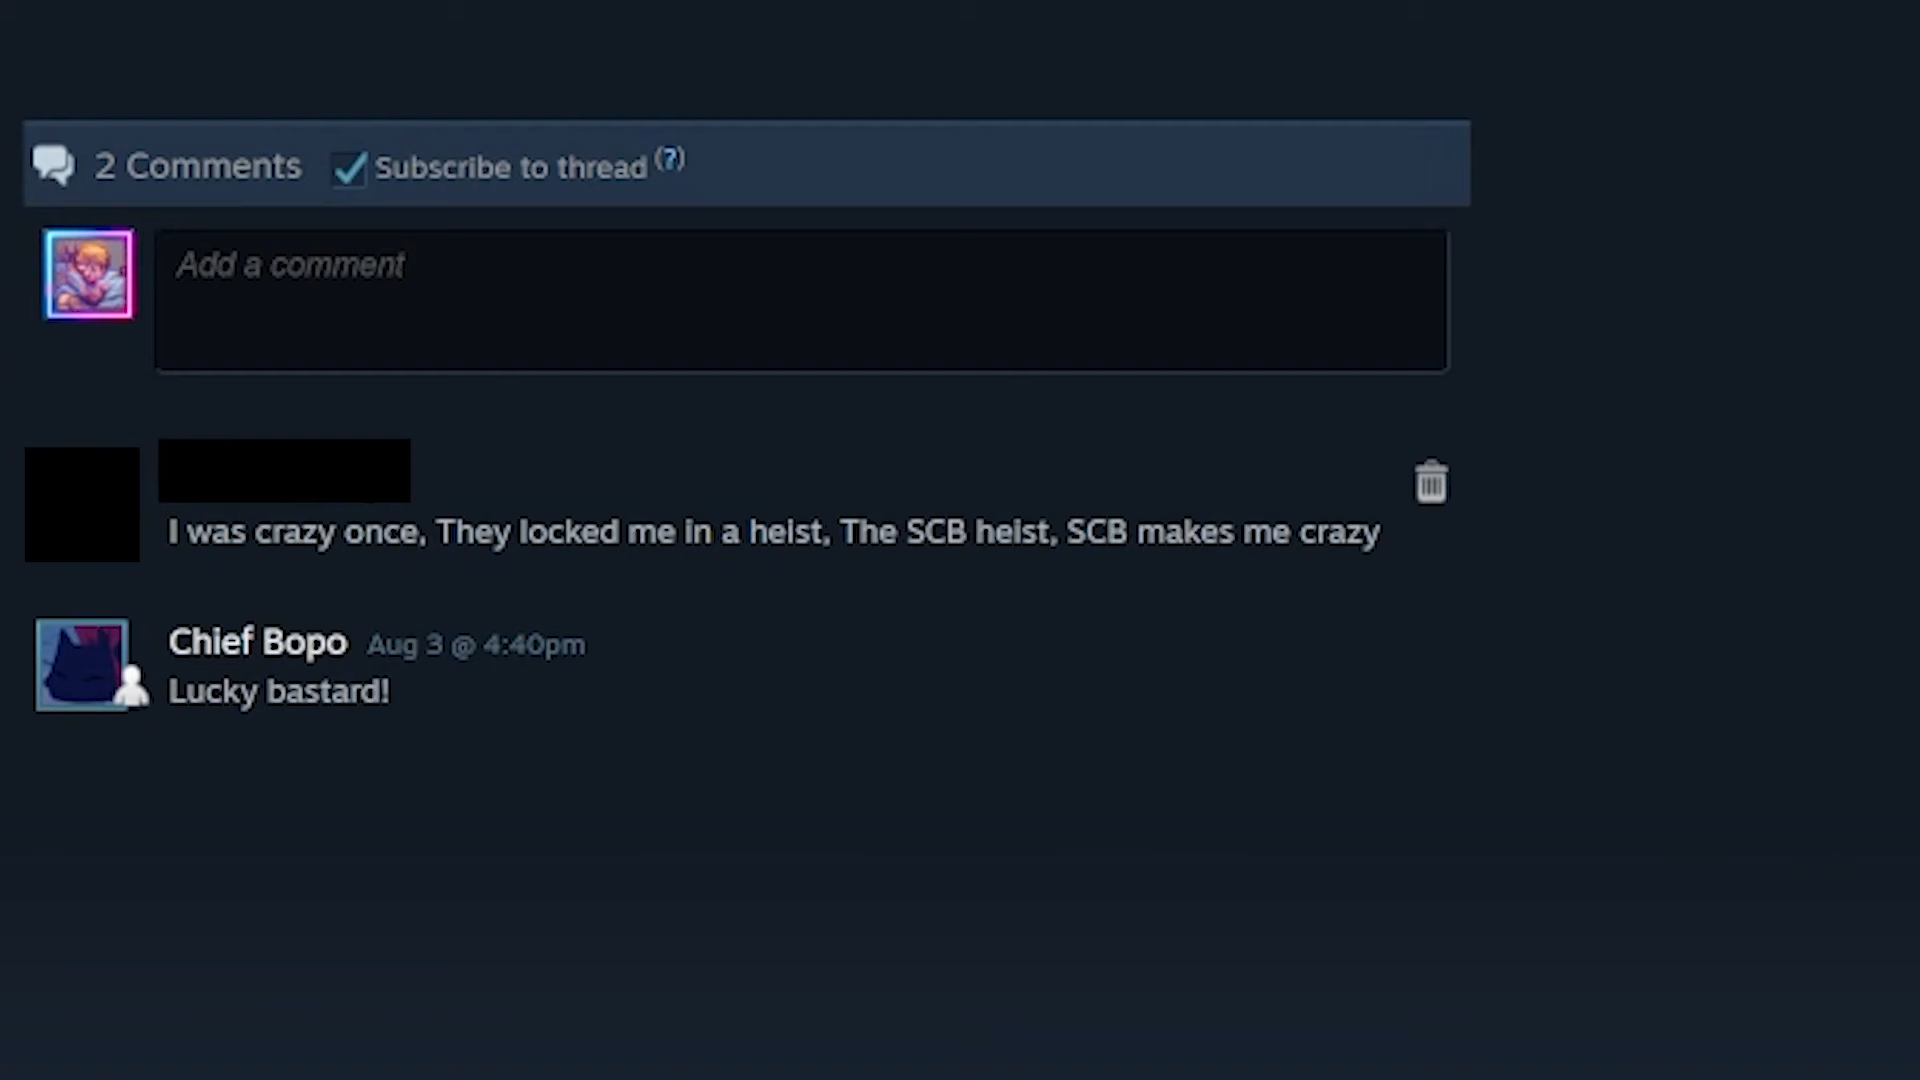 2 Comments Subscribe to thread (?)
Add a comment
I was crazy once, They locked me in a heist, The SCB heist, SCB makes me crazy
Chief Bopo Aug 3 @ 4:40pm
Lucky bastard!